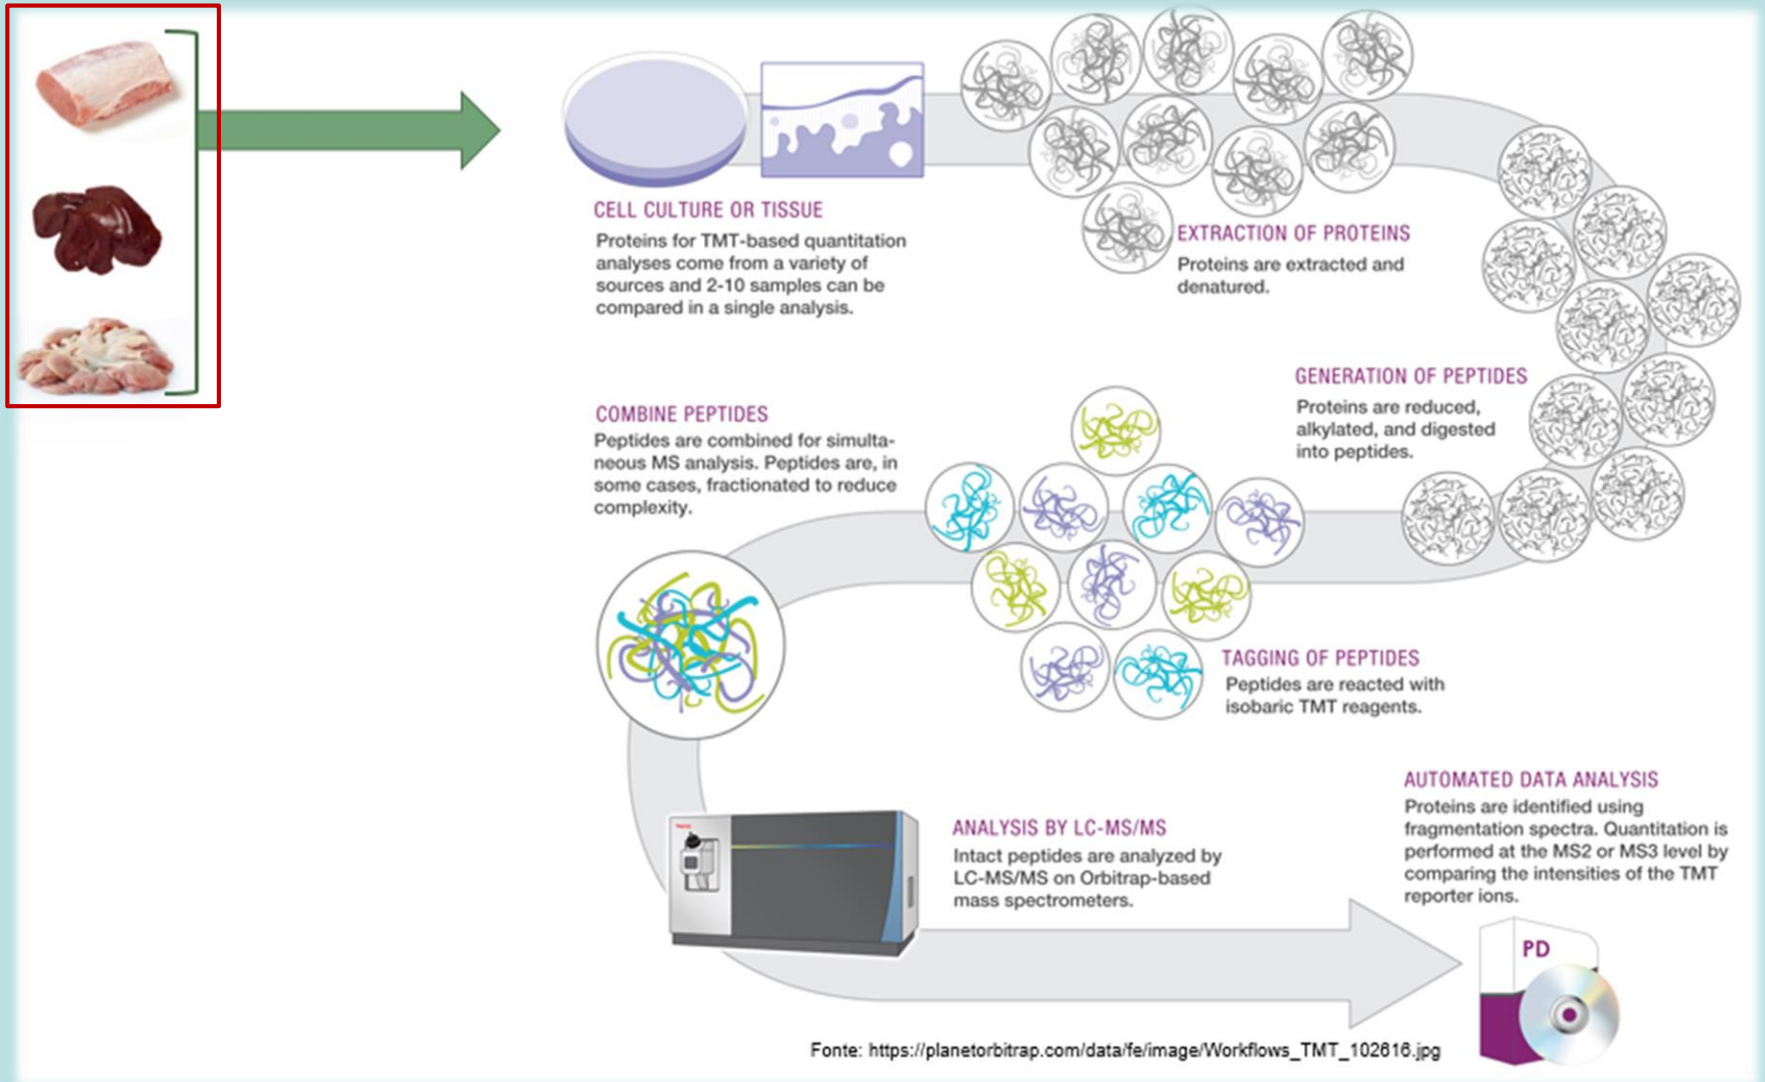 CELL CULTURE OR TISSUE
Proteins for TMT-based quantitation
analyses come from a variety of
sources and 2-10 samples can be
compared in a single analysis.
EXTRACTION OF PROTEINS
Proteins are extracted and
denatured.
GENERATION OF PEPTIDES
Proteins are reduced,
alkylated, and digested
into peptides.
TAGGING OF PEPTIDES
Peptides are reacted with
isobaric TMT reagents.
COMBINE PEPTIDES
Peptides are combined for simulta-
neous MS analysis. Peptides are, in
some cases, fractionated to reduce
complexity.
ANALYSIS BY LC-MS/MS
Intact peptides are analyzed by
LC-MS/MS on Orbitrap-based
mass spectrometers.
AUTOMATED DATA ANALYSIS
Proteins are identified using
fragmentation spectra. Quantitation is
performed at the MS2 or MS3 level by
comparing the intensities of the TMT
reporter ions.
PD
Fonte: https://planetorbitrap.com/data/fe/image/Workflows_TMT_102616.jpg